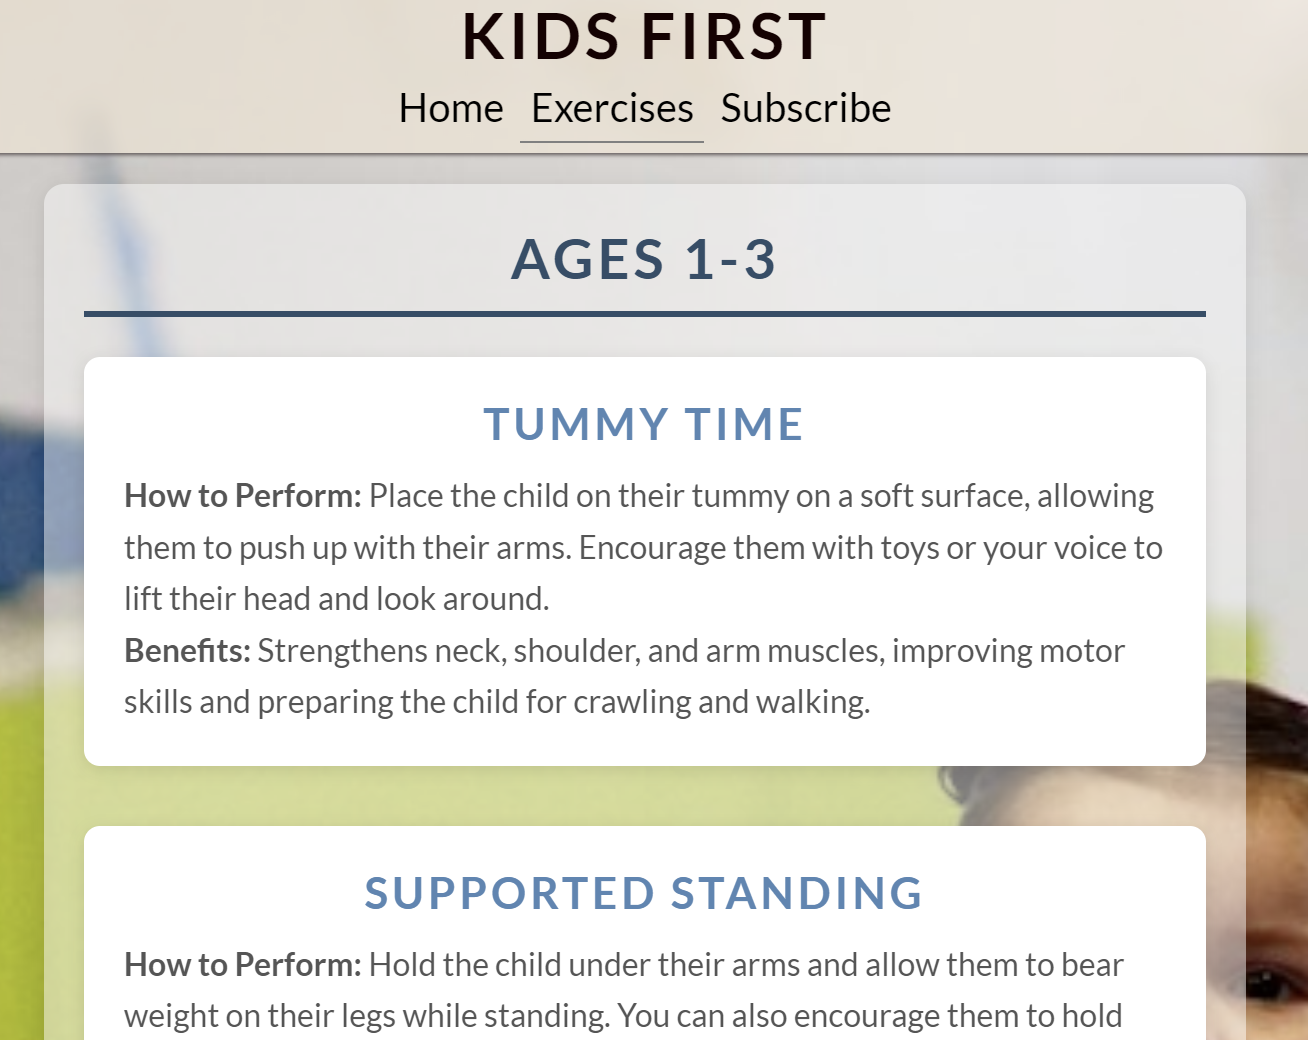 KIDS FIRST
Home Exercises Subscribe
AGES 1-3
TUMMY TIME
How to Perform: Place the child on their tummy on a soft surface, allowing
them to push up with their arms. Encourage them with toys or your voice to
lift their head and look around.
Benefits: Strengthens neck, shoulder, and arm muscles, improving motor
skills and preparing the child for crawling and walking.
SUPPORTED STANDING
How to Perform: Hold the child under their arms and allow them to bear
weight on their legs while standing. You can also encourage them to hold